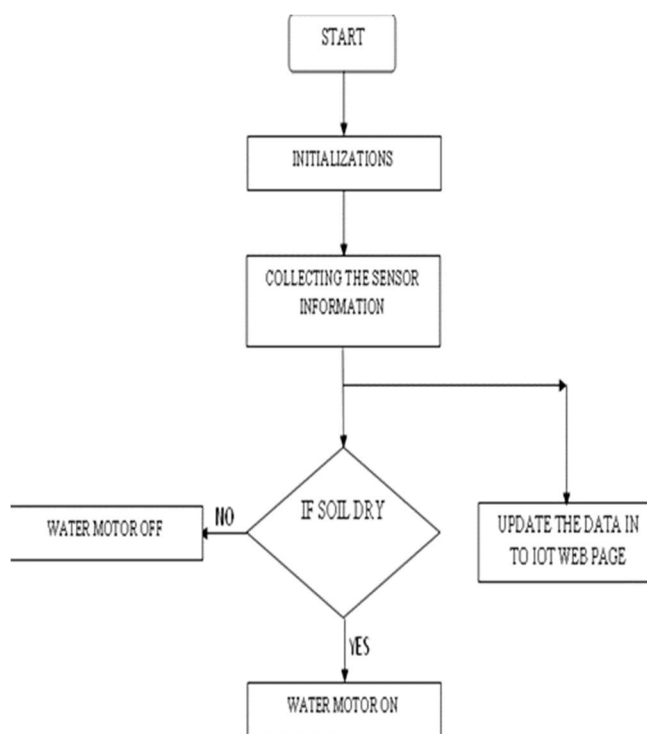 START
INITIALIZATIONS
COLLECTING THE SENSOR
INFORMATION
IF SOIL DRY
NO
WATER MOTOR OFF
UPDATE THE DATA IN
TO IOT WEB PAGE
YES
WATER MOTOR ON